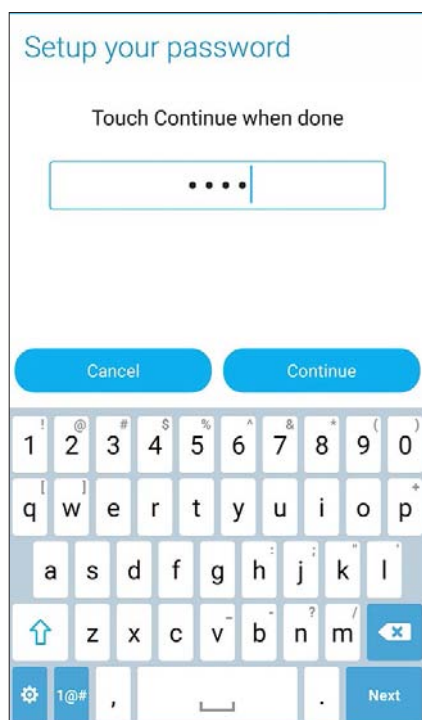 Setup your password
Touch Continue when done
••••
Cancel Continue
! @ # $ % ^ & * ( )
1 2 3 4 5 6 7 8 9 0
[ ] +
q w e r t y u i o p
: ; " '
a s d f g h j k l
_ - ? /
z x c v b n m
1@# , . Next